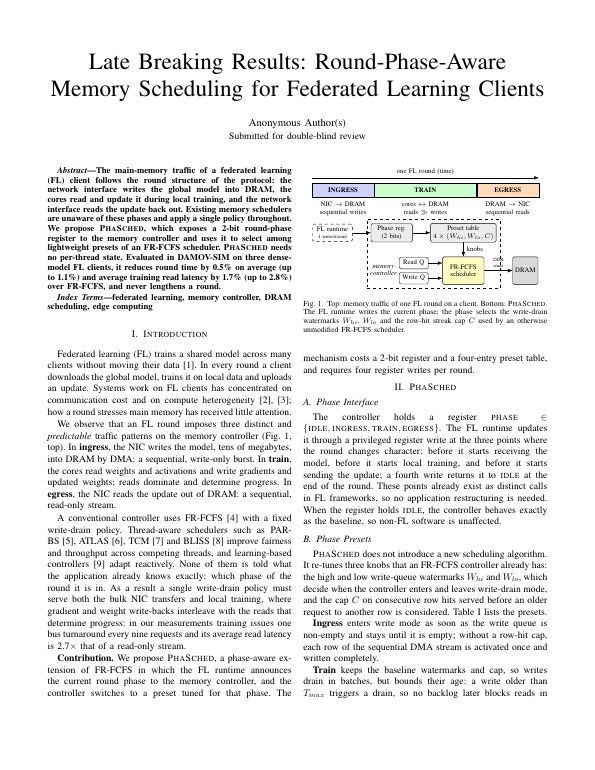 Late Breaking Results: Round-Phase-Aware
Memory Scheduling for Federated Learning Clients
Anonymous Author(s)
Submitted for double-blind review
Abstract—The main-memory traffic of a federated learning
(FL) client follows the round structure of the protocol: the
network interface writes the global model into DRAM, the
cores read and update it during local training, and the network
interface reads the update back out. Existing memory schedulers
are unaware of these phases and apply a single policy throughout.
We propose PHASCHED, which exposes a 2-bit round-phase
register to the memory controller and uses it to select among
lightweight presets of an FR-FCFS scheduler. PHASCHED needs
no per-thread state. Evaluated in DAMOV-SIM on three dense-
model FL clients, it reduces round time by 0.5% on average (up
to 1.1%) and average training read latency by 1.7% (up to 2.8%)
over FR-FCFS, and never lengthens a round.
Index Terms—federated learning, memory controller, DRAM
scheduling, edge computing
I. INTRODUCTION
Federated learning (FL) trains a shared model across many
clients without moving their data [1]. In every round a client
downloads the global model, trains it on local data and uploads
an update. Systems work on FL clients has concentrated on
communication cost and on compute heterogeneity [2], [3];
how a round stresses main memory has received little attention.
We observe that an FL round imposes three distinct and
predictable traffic patterns on the memory controller (Fig. 1,
top). In ingress, the NIC writes the model, tens of megabytes,
into DRAM by DMA: a sequential, write-only burst. In train,
the cores read weights and activations and write gradients and
updated weights; reads dominate and determine progress. In
egress, the NIC reads the update out of DRAM: a sequential,
read-only stream.
A conventional controller uses FR-FCFS [4] with a fixed
write-drain policy. Thread-aware schedulers such as PAR-
BS [5], ATLAS [6], TCM [7] and BLISS [8] improve fairness
and throughput across competing threads, and learning-based
controllers [9] adapt reactively. None of them is told what
the application already knows exactly: which phase of the
round it is in. As a result a single write-drain policy must
serve both the bulk NIC transfers and local training, where
gradient and weight write-backs interleave with the reads that
determine progress: in our measurements training issues one
bus turnaround every nine requests and its average read latency
is 2.7× that of a read-only stream.
Contribution. We propose PHASCHED, a phase-aware ex-
tension of FR-FCFS in which the FL runtime announces
the current round phase to the memory controller, and the
controller switches to a preset tuned for that phase. The
one FL round (time)
INGRESS TRAIN EGRESS
NIC → DRAM cores ↔ DRAM DRAM → NIC
sequential writes reads ≫ writes sequential reads
FL runtime
Phase reg.
(2 bits)
Preset table
4 × (Whi, Wlo, C)
knobs
memory
controller
Read Q
Write Q
FR-FCFS
scheduler
DRAM
Fig. 1. Top: memory traffic of one FL round on a client. Bottom: PHASCHED.
The FL runtime writes the current phase; the phase selects the write-drain
watermarks Whi, Wlo and the row-hit streak cap C used by an otherwise
unmodified FR-FCFS scheduler.
mechanism costs a 2-bit register and a four-entry preset table,
and requires four register writes per round.
II. PHASCHED
A. Phase Interface
The controller holds a register PHASE ∈
{IDLE, INGRESS, TRAIN, EGRESS}. The FL runtime updates
it through a privileged register write at the three points where
the round changes character: before it starts receiving the
model, before it starts local training, and before it starts
sending the update; a fourth write returns it to IDLE at the
end of the round. These points already exist as distinct calls
in FL frameworks, so no application restructuring is needed.
When the register holds IDLE, the controller behaves exactly
as the baseline, so non-FL software is unaffected.
B. Phase Presets
PHASCHED does not introduce a new scheduling algorithm.
It re-tunes three knobs that an FR-FCFS controller already has:
the high and low write-queue watermarks Whi and Wlo, which
decide when the controller enters and leaves write-drain mode,
and the cap C on consecutive row hits served before an older
request to another row is considered. Table I lists the presets.
Ingress enters write mode as soon as the write queue is
non-empty and stays until it is empty; without a row-hit cap,
each row of the sequential DMA stream is activated once and
written completely.
Train keeps the baseline watermarks and cap, so writes
drain in batches, but bounds their age: a write older than
Tmax triggers a drain, so no backlog later blocks reads in